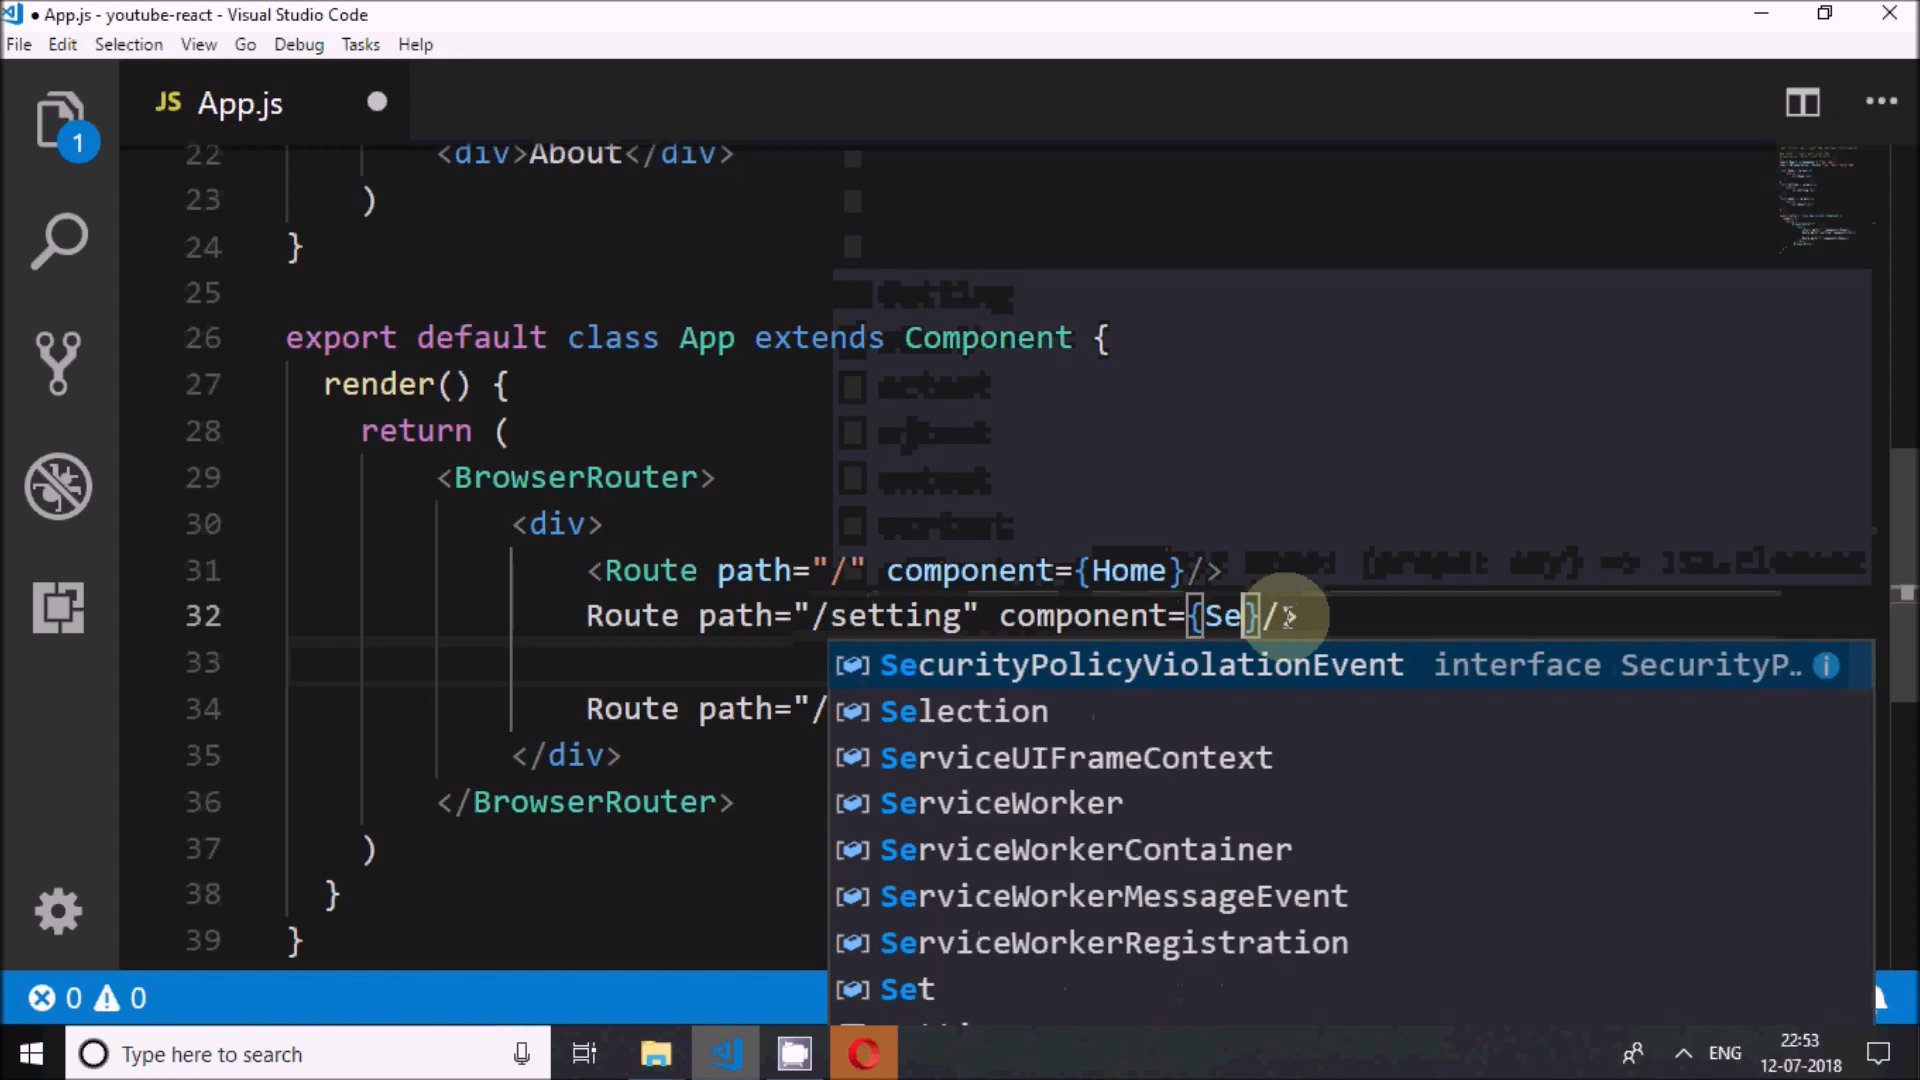 App.js - youtube-react - Visual Studio Code
File Edit Selection View Go Debug Tasks Help
1
JS App.js
22 <div>About</div>
23 )
24 }
25
26 export default class App extends Component {
27 render() {
28 return (
29 <BrowserRouter>
30 <div>
31 <Route path="/" component={Home}/>
32 Route path="/setting" component={Se}/>
33
SecurityPolicyViolationEvent interface SecurityP…
Selection
34 Route path="/
ServiceUIFrameContext
35 </div>
ServiceWorker
36 </BrowserRouter>
ServiceWorkerContainer
37 )
ServiceWorkerMessageEvent
38 }
ServiceWorkerRegistration
39 }
Set
0 0
Type here to search
ENG
22:53
12-07-2018